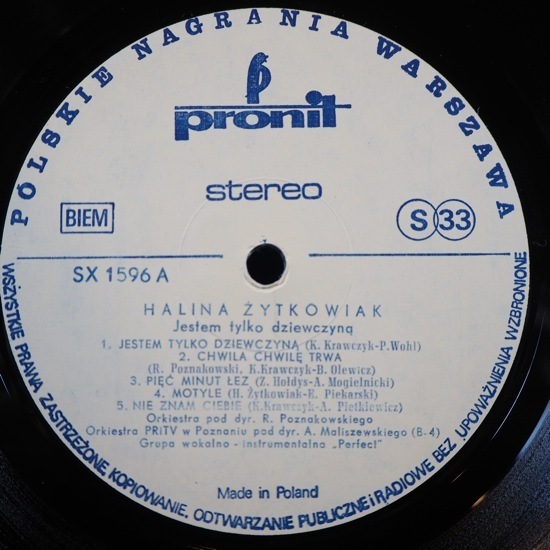 POLSKIE NAGRANIA WARSZAWA
pronit
stereo
BIEM
S 33
SX 1596 A
HALINA ŻYTKOWIAK
Jestem tylko dziewczyną
1. JESTEM TYLKO DZIEWCZYNĄ (K. Krawczyk-P. Wohl)
2. CHWILA CHWILĘ TRWA
(R. Poznakowski, K.Krawczyk-B. Olewicz)
3. PIĘĆ MINUT ŁEZ (Z. Hołdys-A. Mogielnicki)
4. MOTYLE (H. Żytkowiak-E. Piekarski)
5. NIE ZNAM CIEBIE (K.Krawczyk-A. Piotkiewicz)
Orkiestra pod dyr. R. Poznakowskiego
Orkiestra PRiTV w Poznaniu pod dyr. A. Maliszewskiego (B-4)
Grupa wokalno - instrumentalna „Perfect"
Made in Poland
WSZYSTKIE PRAWA ZASTRZEŻONE KOPIOWANIE, ODTWARZANIE PUBLICZNE i RADIOWE BEZ UPOWAŻNIENIA WZBRONIONE